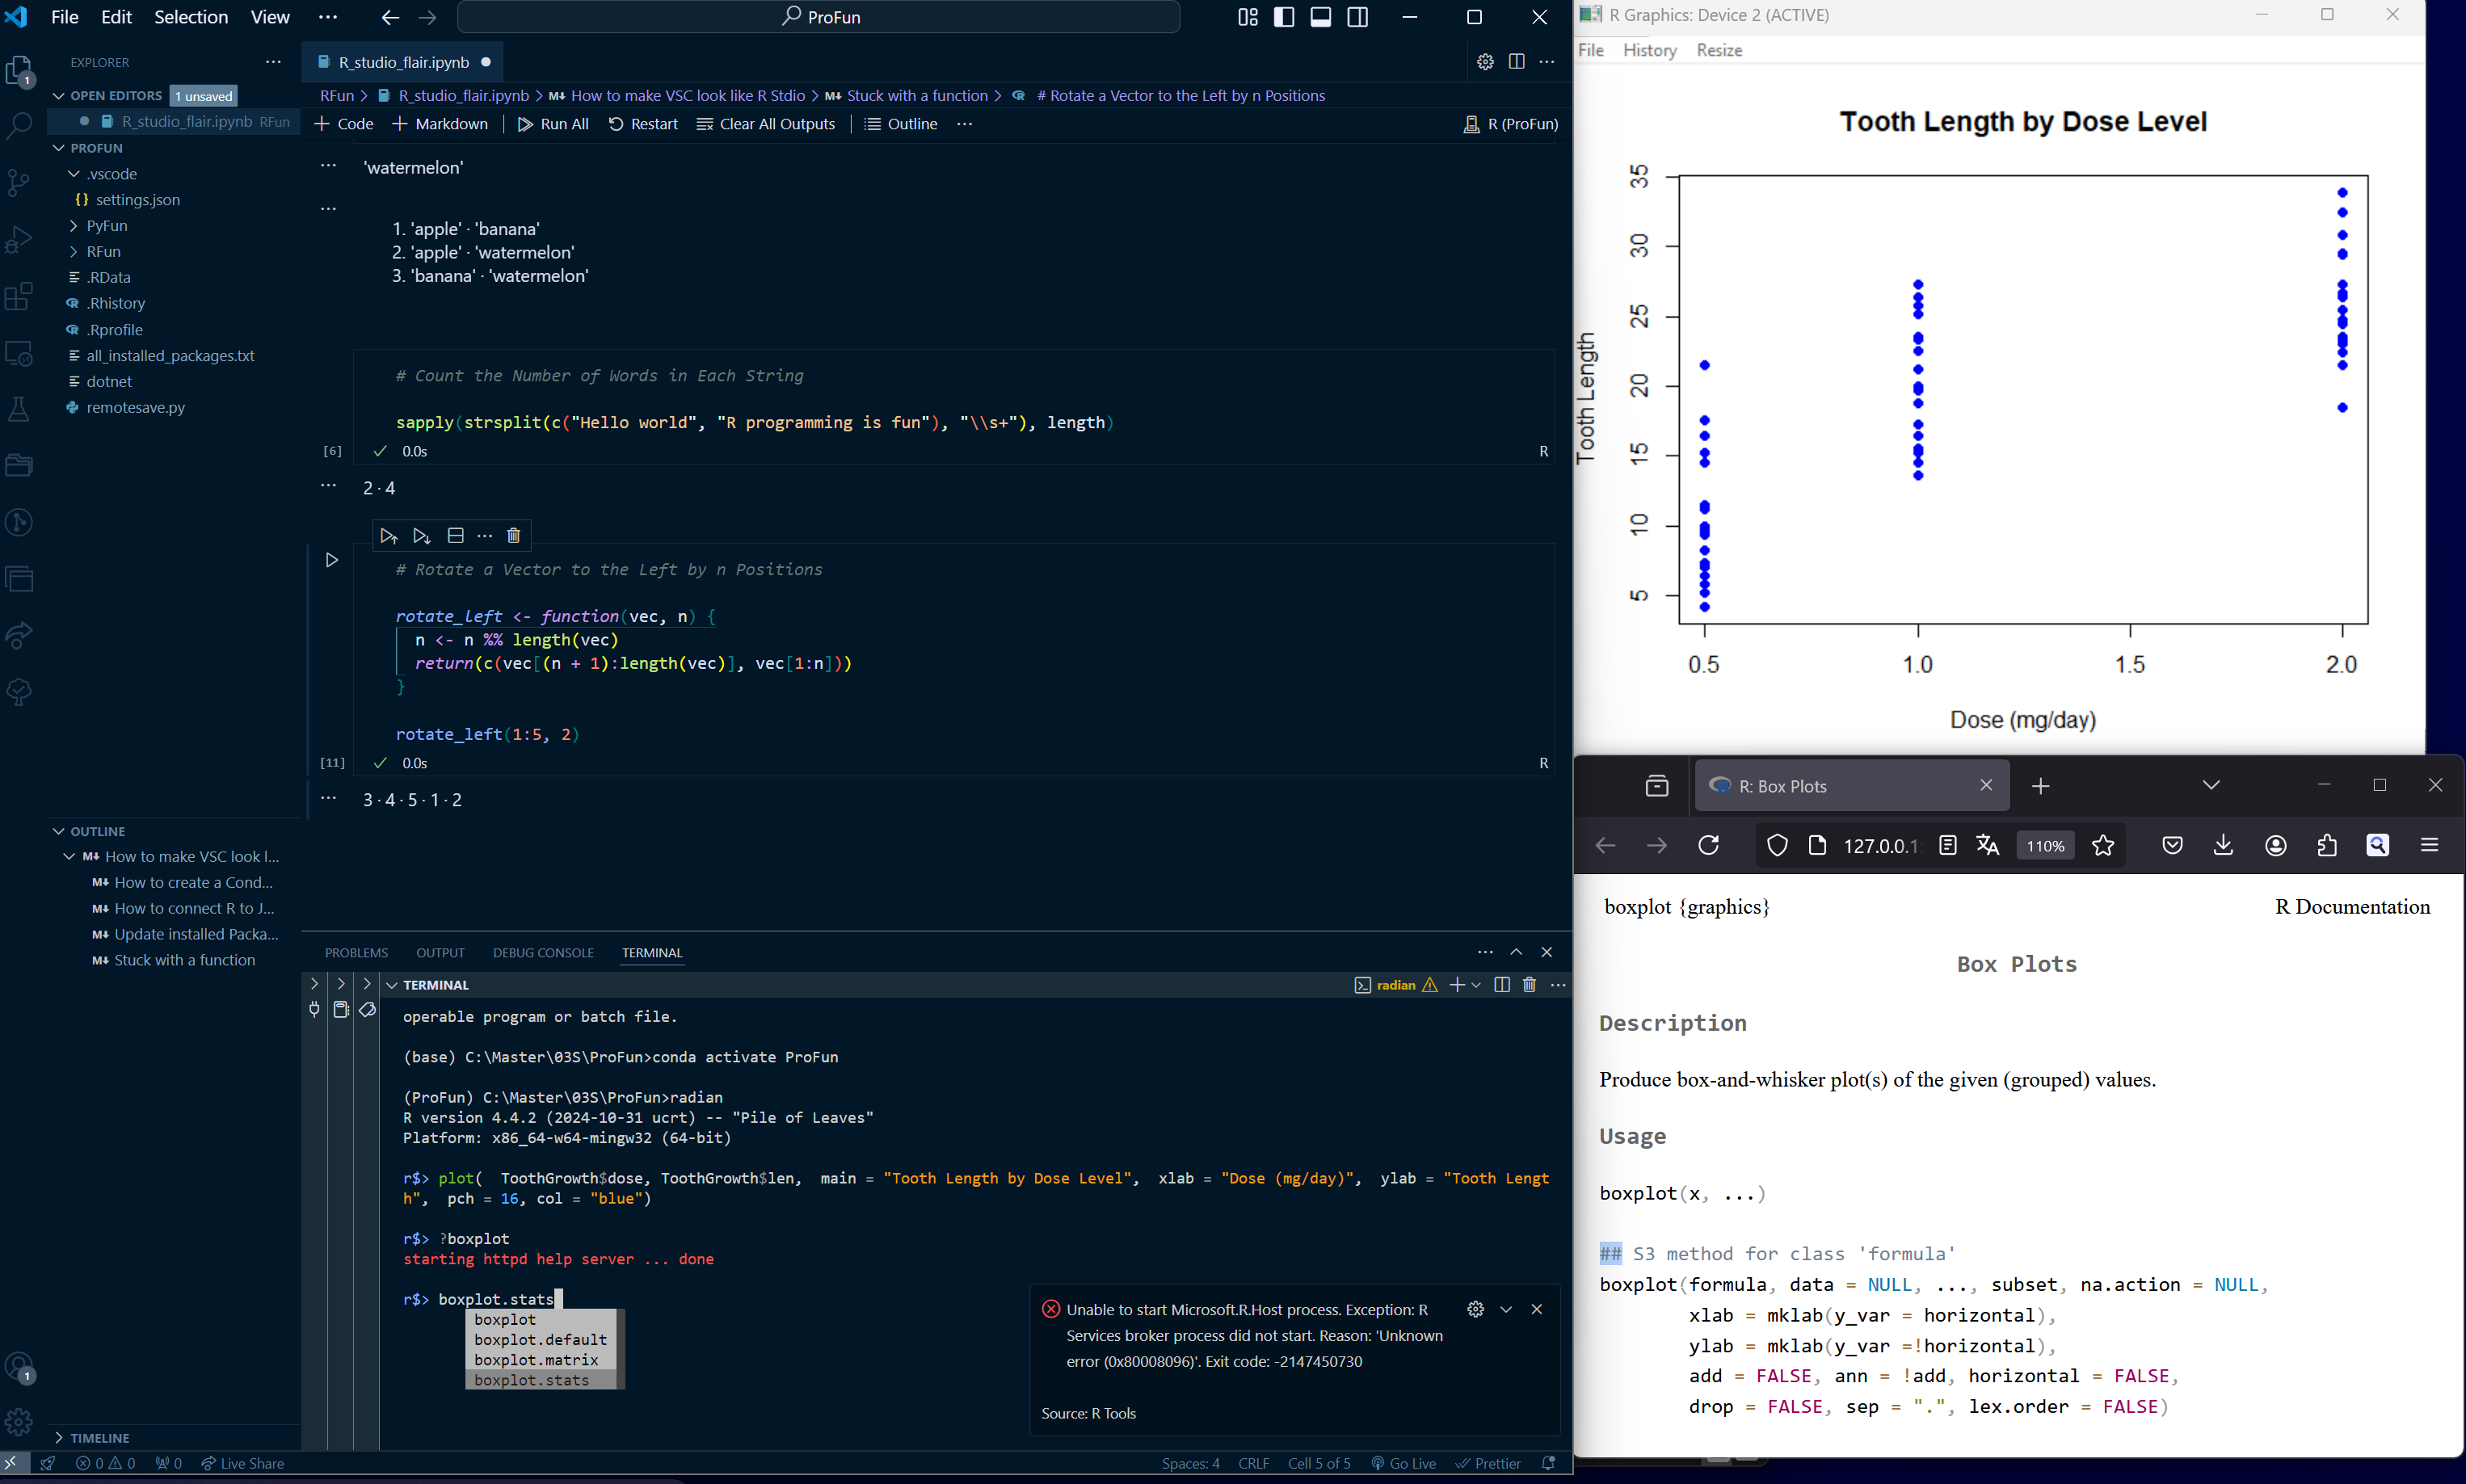 File Edit Selection View ... ProFun
EXPLORER
OPEN EDITORS 1 unsaved
R_studio_flair.ipynb RFun
PROFUN
.vscode
{} settings.json
PyFun
RFun
.RData
.Rhistory
.Rprofile
all_installed_packages.txt
dotnet
remotesave.py
OUTLINE
M↓ How to make VSC look l...
M↓ How to create a Cond...
M↓ How to connect R to J...
M↓ Update installed Packa...
M↓ Stuck with a function
TIMELINE
R_studio_flair.ipynb
RFun > R_studio_flair.ipynb > M↓ How to make VSC look like R Stdio > M↓ Stuck with a function > # Rotate a Vector to the Left by n Positions
+ Code + Markdown Run All Restart Clear All Outputs Outline ... R (ProFun)
'watermelon'
1. 'apple' · 'banana'
2. 'apple' · 'watermelon'
3. 'banana' · 'watermelon'
# Count the Number of Words in Each String
sapply(strsplit(c("Hello world", "R programming is fun"), "\\s+"), length)
[6] 0.0s R
2 · 4
# Rotate a Vector to the Left by n Positions
rotate_left <- function(vec, n) {
n <- n %% length(vec)
return(c(vec[(n + 1):length(vec)], vec[1:n]))
}
rotate_left(1:5, 2)
[11] 0.0s R
3 · 4 · 5 · 1 · 2
PROBLEMS OUTPUT DEBUG CONSOLE TERMINAL
TERMINAL radian
operable program or batch file.
(base) C:\Master\03S\ProFun>conda activate ProFun
(ProFun) C:\Master\03S\ProFun>radian
R version 4.4.2 (2024-10-31 ucrt) -- "Pile of Leaves"
Platform: x86_64-w64-mingw32 (64-bit)
r$> plot(  ToothGrowth$dose, ToothGrowth$len,  main = "Tooth Length by Dose Level",  xlab = "Dose (mg/day)",  ylab = "Tooth Lengt
h",  pch = 16, col = "blue")
r$> ?boxplot
starting httpd help server ... done
r$> boxplot.stats
boxplot
boxplot.default
boxplot.matrix
boxplot.stats
Unable to start Microsoft.R.Host process. Exception: R
Services broker process did not start. Reason: 'Unknown
error (0x80008096)'. Exit code: -2147450730
Source: R Tools
1
1
0 0 0 Live Share Spaces: 4 CRLF Cell 5 of 5 Go Live Prettier
R Graphics: Device 2 (ACTIVE)
File History Resize
Tooth Length by Dose Level
Tooth Length
35
30
25
20
15
10
5
0.5 1.0 1.5 2.0
Dose (mg/day)
R: Box Plots
127.0.0.1: 110%
boxplot {graphics} R Documentation
Box Plots
Description
Produce box-and-whisker plot(s) of the given (grouped) values.
Usage
boxplot(x, ...)
## S3 method for class 'formula'
boxplot(formula, data = NULL, ..., subset, na.action = NULL,
xlab = mklab(y_var = horizontal),
ylab = mklab(y_var =!horizontal),
add = FALSE, ann = !add, horizontal = FALSE,
drop = FALSE, sep = ".", lex.order = FALSE)